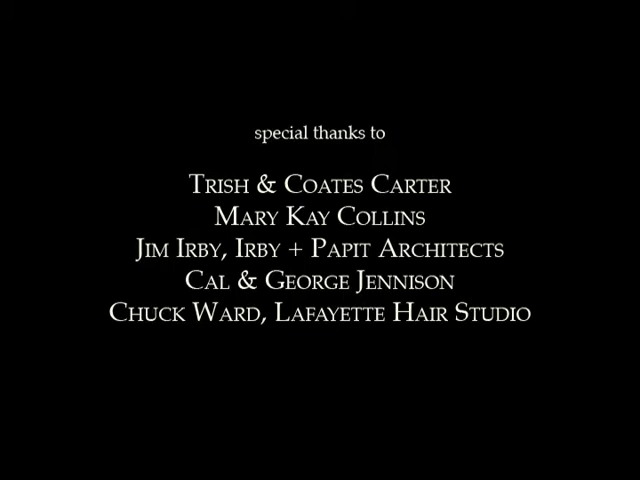 special thanks to
Trish & Coates Carter
Mary Kay Collins
Jim Irby, Irby + Papit Architects
Cal & George Jennison
Chuck Ward, Lafayette Hair Studio